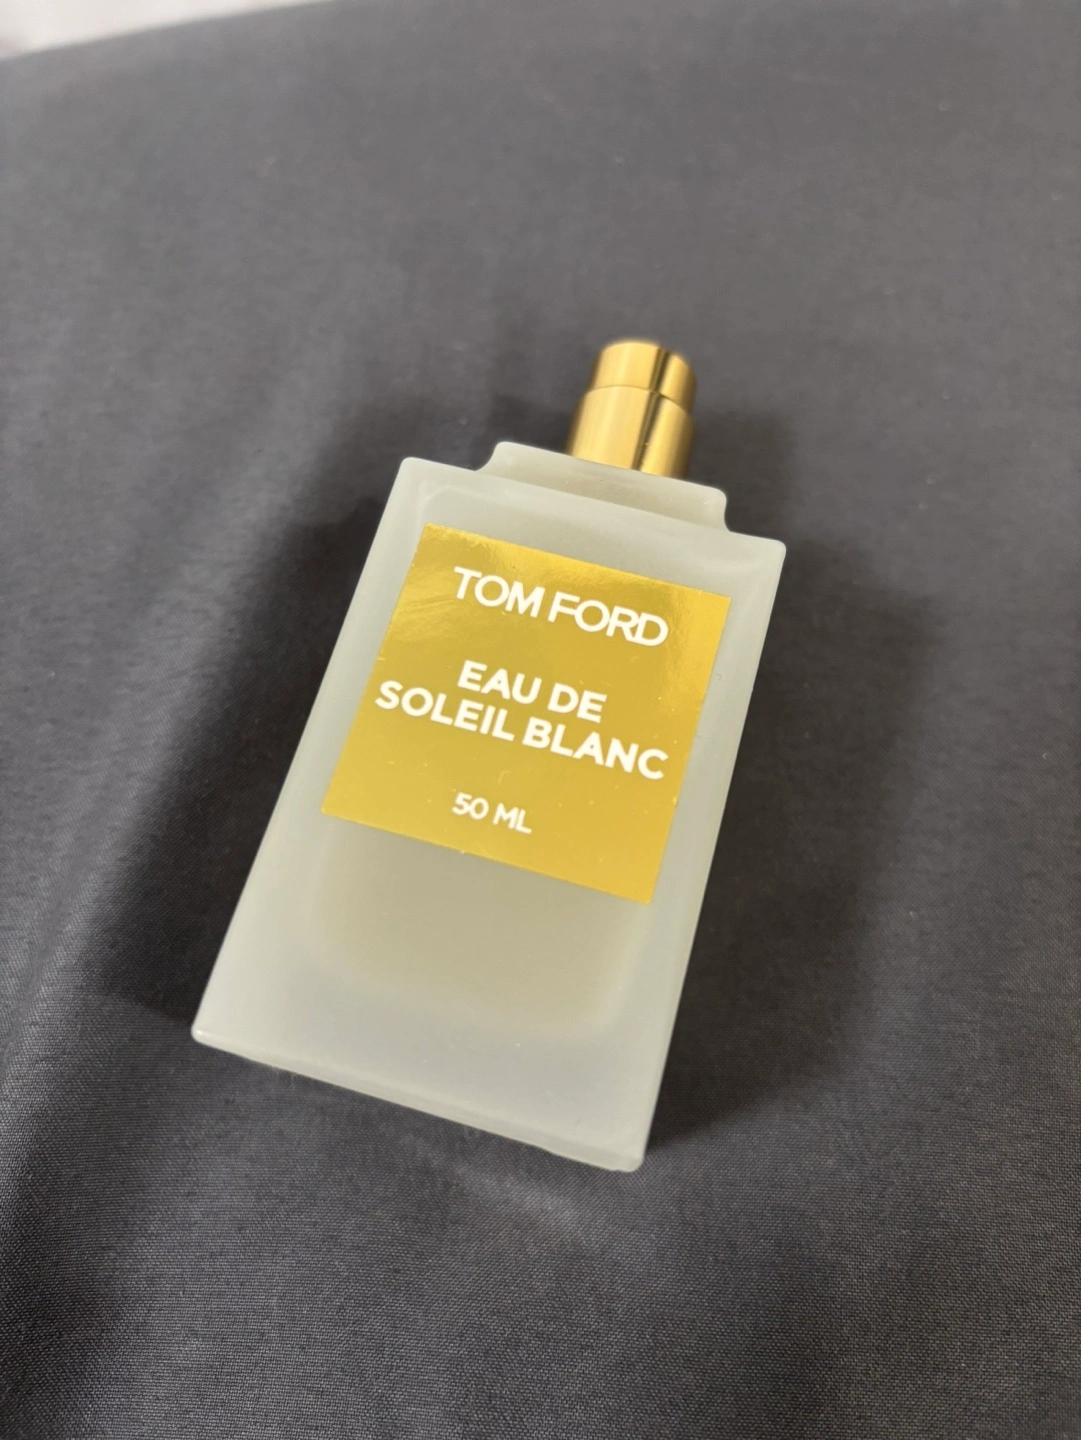 TOM FORD
EAU DE
SOLEIL BLANC
50 ML